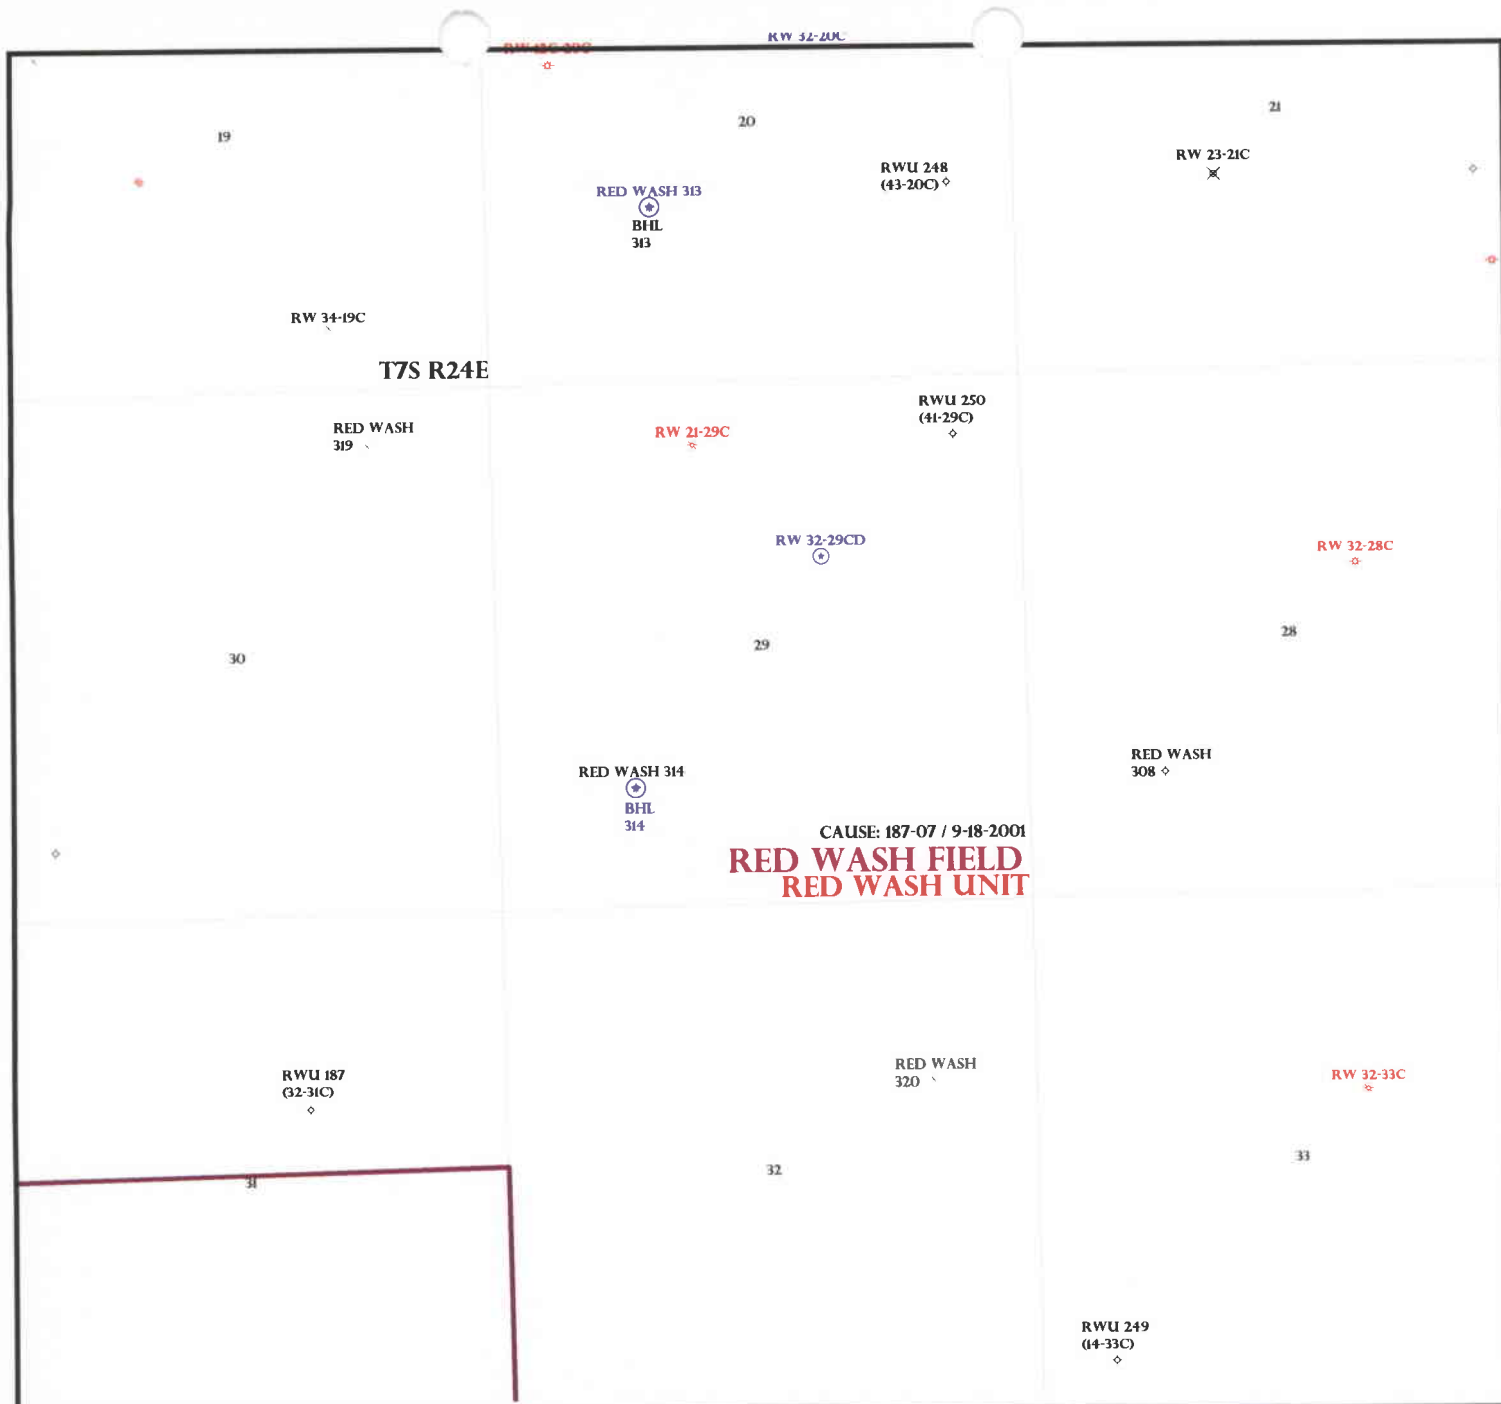 RW 32-20C
19
20
21
RW 23-21C
RWU 248
(43-20C)
RED WASH 313
BHL
313
RW 34-19C
T7S R24E
RWU 250
(41-29C)
RED WASH
319
RW 21-29C
RW 32-29CD
RW 32-28C
30
29
28
RED WASH
308
RED WASH 314
BHL
314
CAUSE: 187-07 / 9-18-2001
RED WASH FIELD
RED WASH UNIT
RED WASH
320
RWU 187
(32-31C)
RW 32-33C
31
32
33
RWU 249
(14-33C)